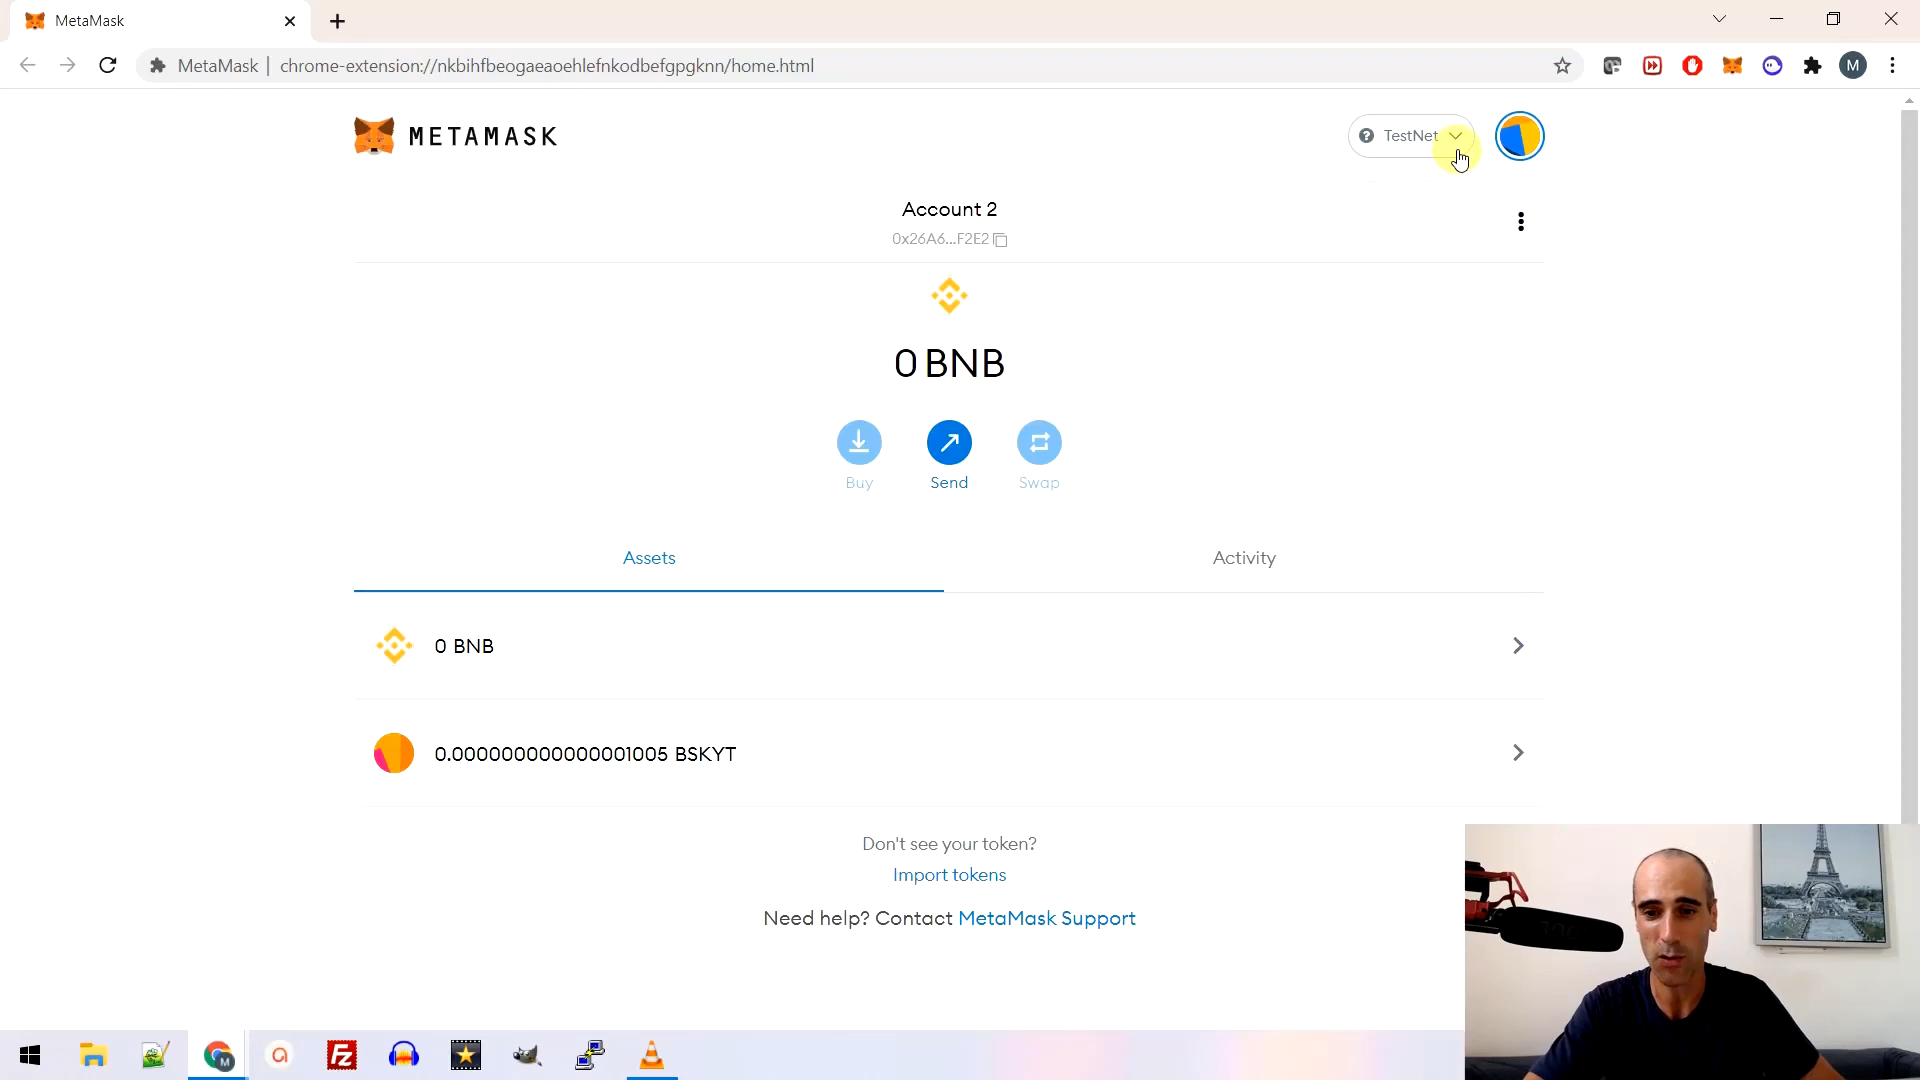 MetaMask
MetaMask | chrome-extension://nkbihfbeogaeaoehlefnkodbefgpgknn/home.html
M
METAMASK
TestNet
Account 2
0x26A6...F2E2
0 BNB
Buy
Send
Swap
Assets
Activity
0 BNB
0.000000000000001005 BSKYT
Don't see your token?
Import tokens
Need help? Contact MetaMask Support